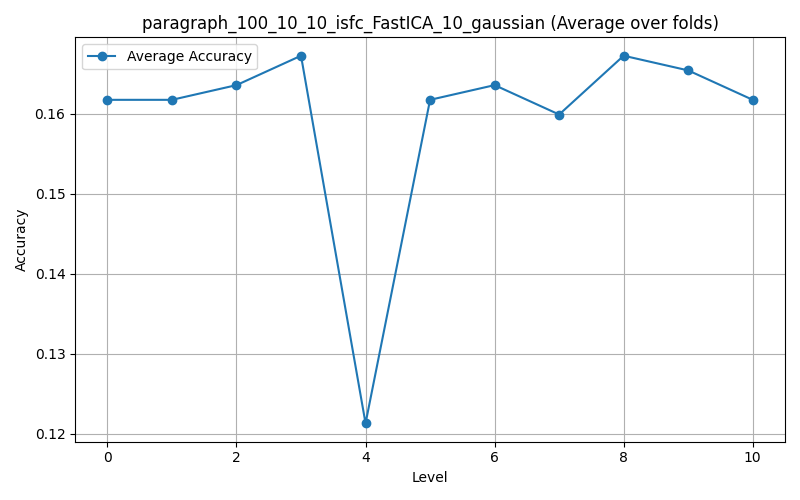 paragraph_100_10_10_isfc_FastICA_10_gaussian (Average over folds)
Average Accuracy
0.16
0.15
0.14
0.13
0.12
Accuracy
0 2 4 6 8 10
Level